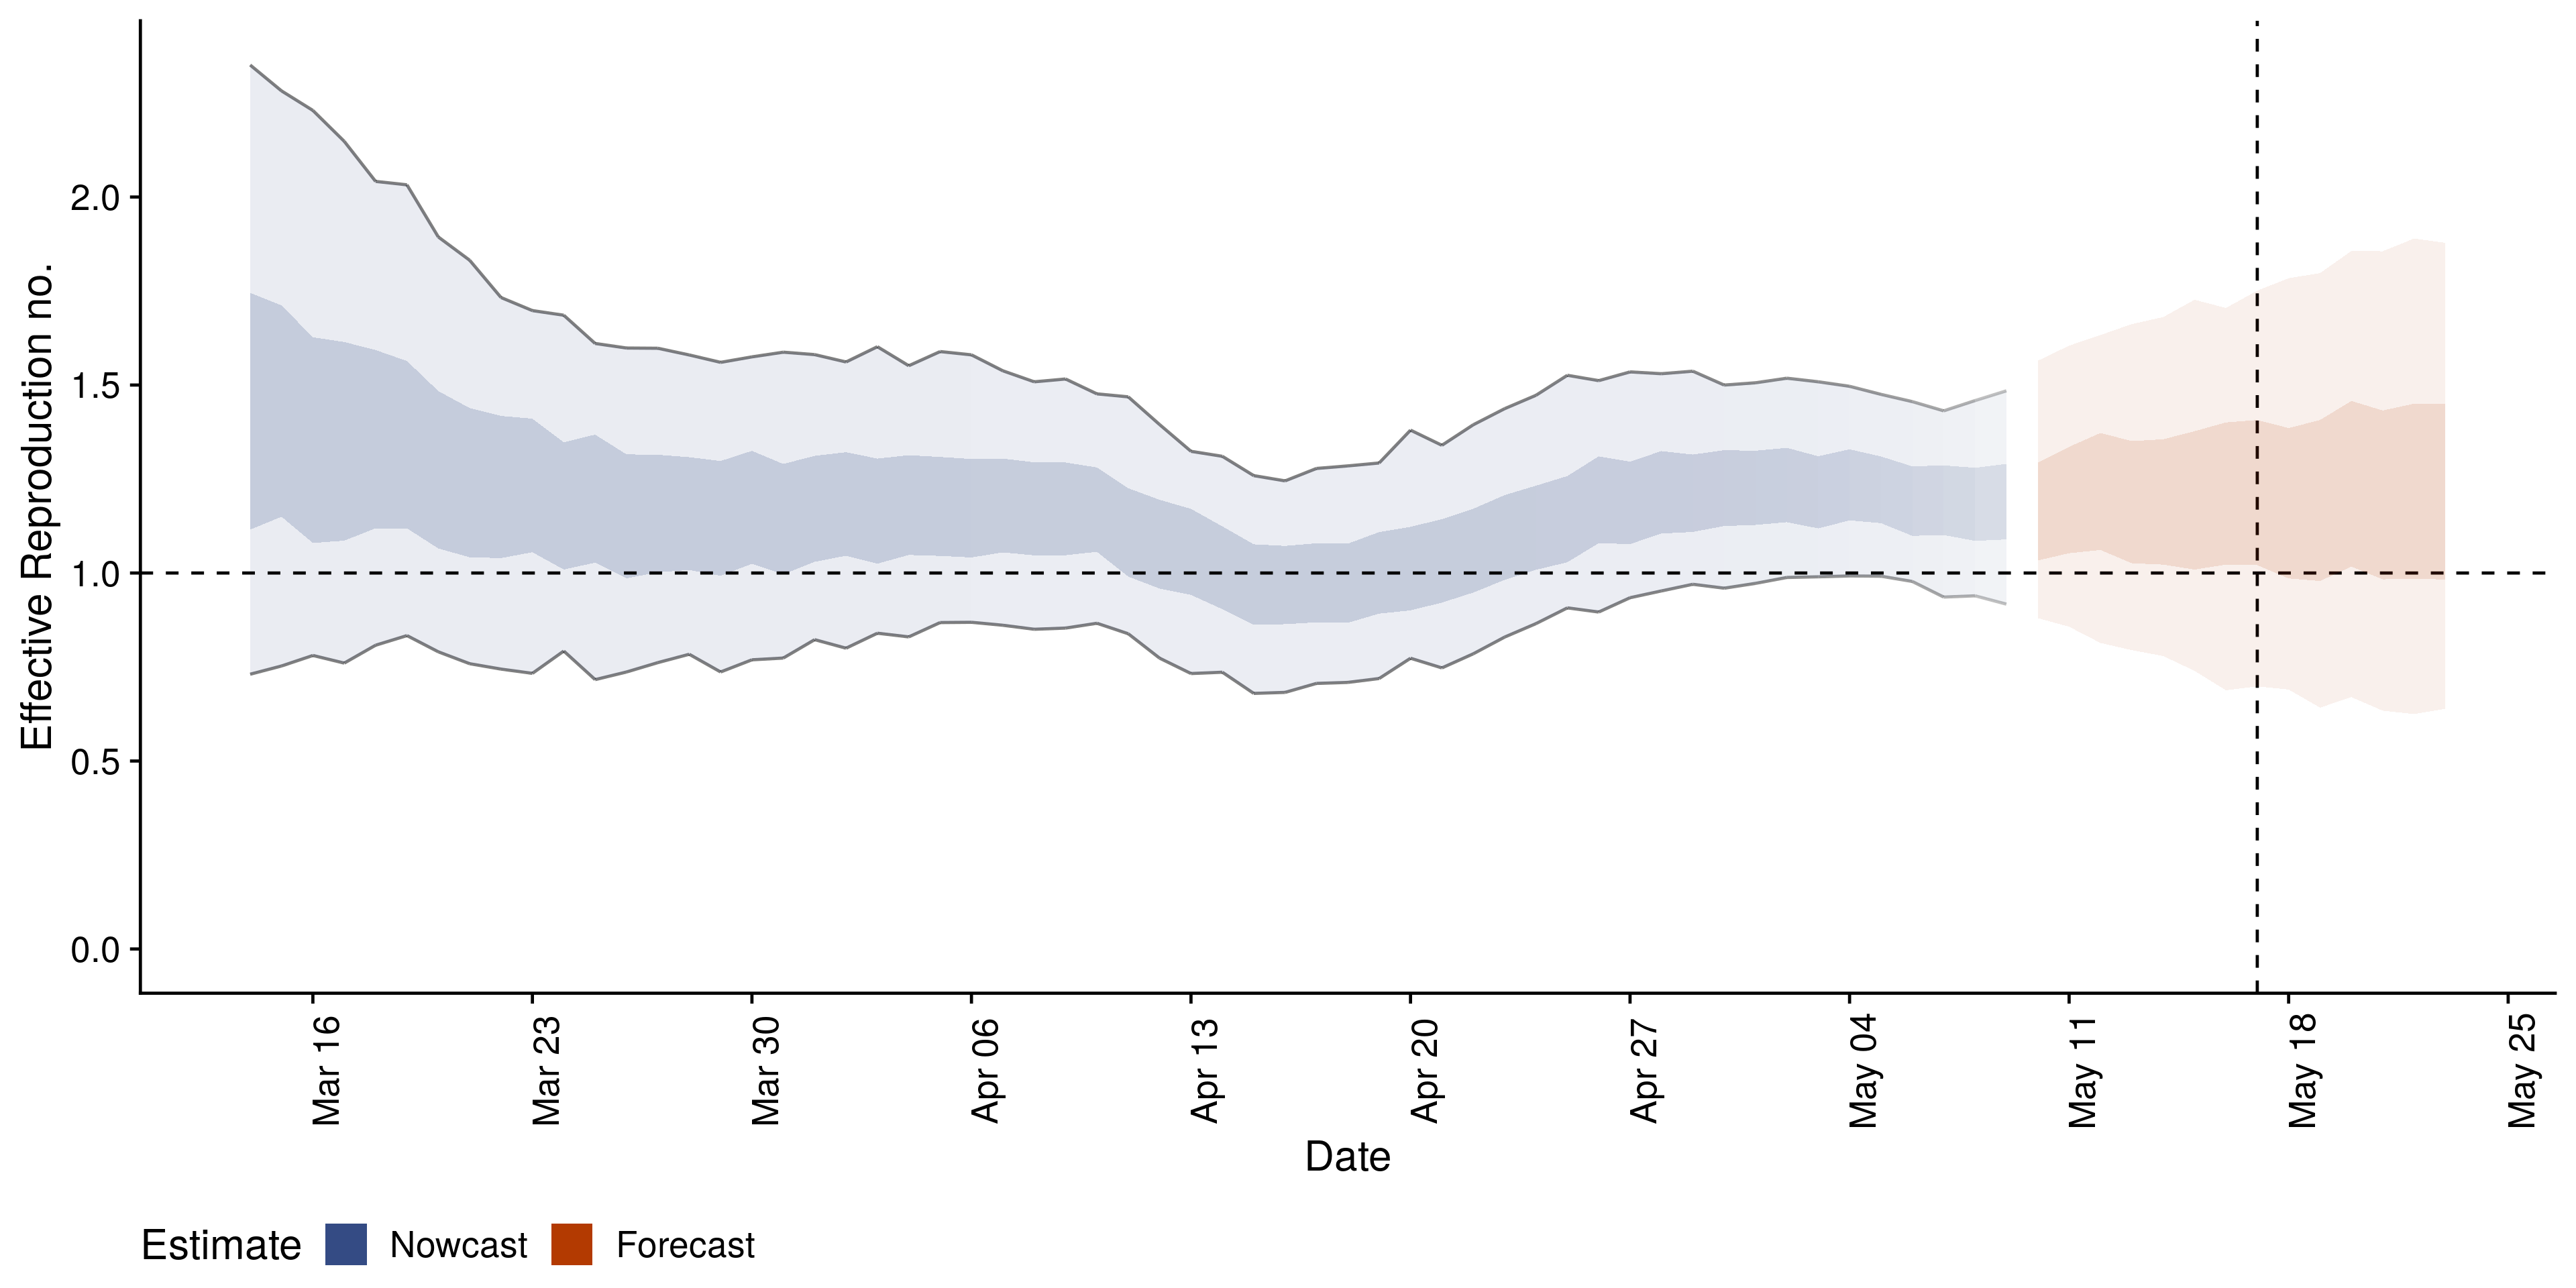 Effective Reproduction no.
2.0
1.5
1.0
0.5
0.0
Mar 16
Mar 23
Mar 30
Apr 06
Apr 13
Apr 20
Apr 27
May 04
May 11
May 18
May 25
Date
Estimate Nowcast Forecast